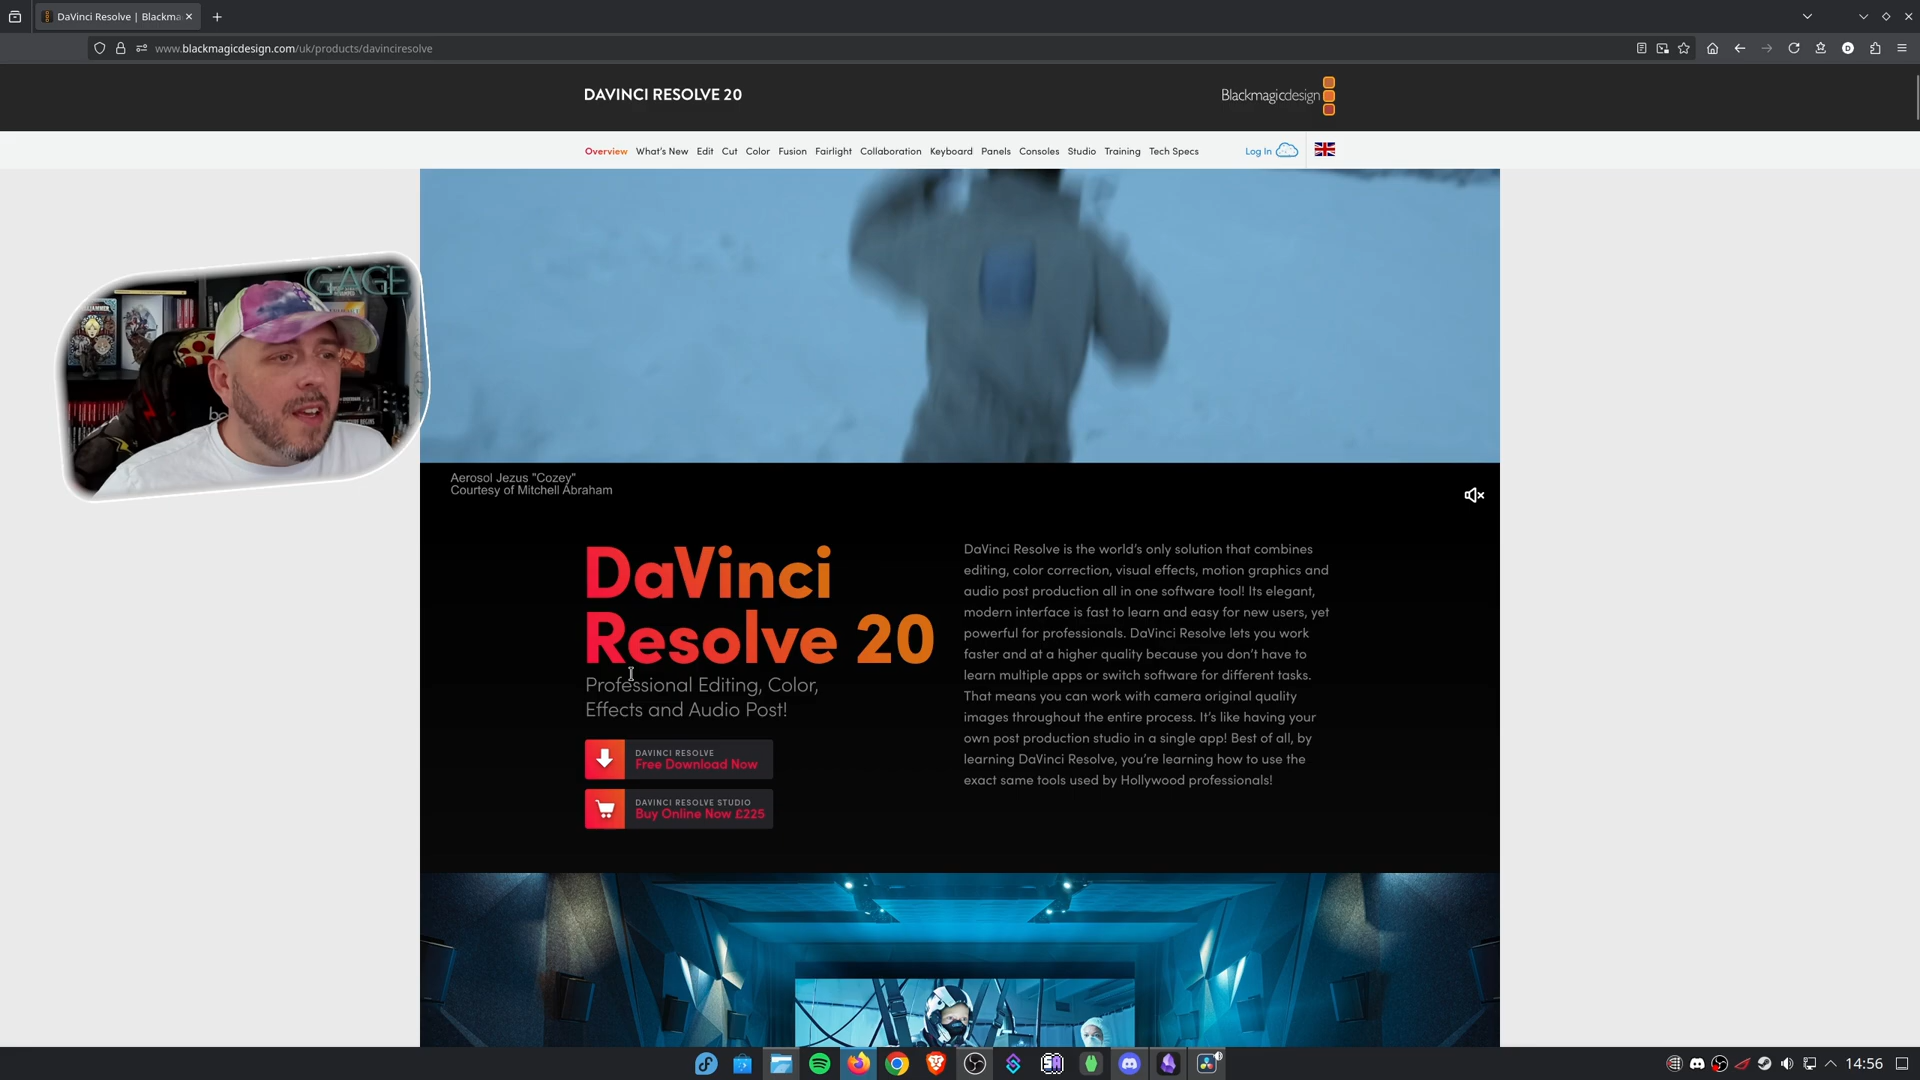 DaVinci Resolve | Blackma
www.blackmagicdesign.com/uk/products/davinciresolve
DAVINCI RESOLVE 20
Blackmagicdesign
Overview What's New Edit Cut Color Fusion Fairlight Collaboration Keyboard Panels Consoles Studio Training Tech Specs Log In
GAGE
Aerosol Jezus "Cozey"
Courtesy of Mitchell Abraham
DaVinci
Resolve 20
Professional Editing, Color,
Effects and Audio Post!
DAVINCI RESOLVE
Free Download Now
DAVINCI RESOLVE STUDIO
Buy Online Now £225
DaVinci Resolve is the world's only solution that combines
editing, color correction, visual effects, motion graphics and
audio post production all in one software tool! Its elegant,
modern interface is fast to learn and easy for new users, yet
powerful for professionals. DaVinci Resolve lets you work
faster and at a higher quality because you don't have to
learn multiple apps or switch software for different tasks.
That means you can work with camera original quality
images throughout the entire process. It's like having your
own post production studio in a single app! Best of all, by
learning DaVinci Resolve, you're learning how to use the
exact same tools used by Hollywood professionals!
14:56